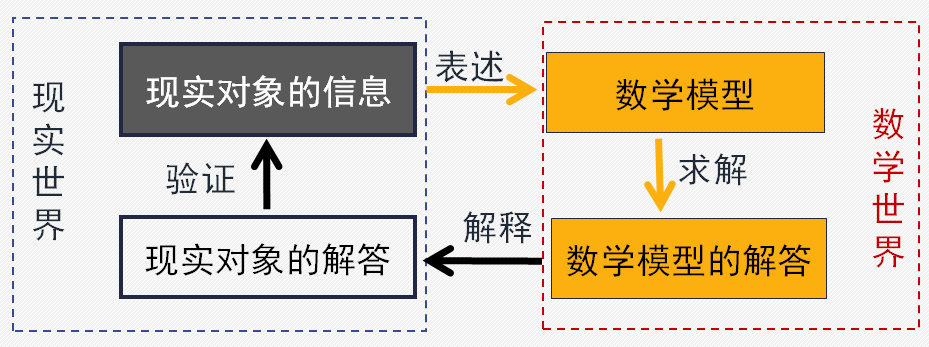 现实世界
现实对象的信息
表述
数学模型
数学世界
验证
求解
现实对象的解答
解释
数学模型的解答